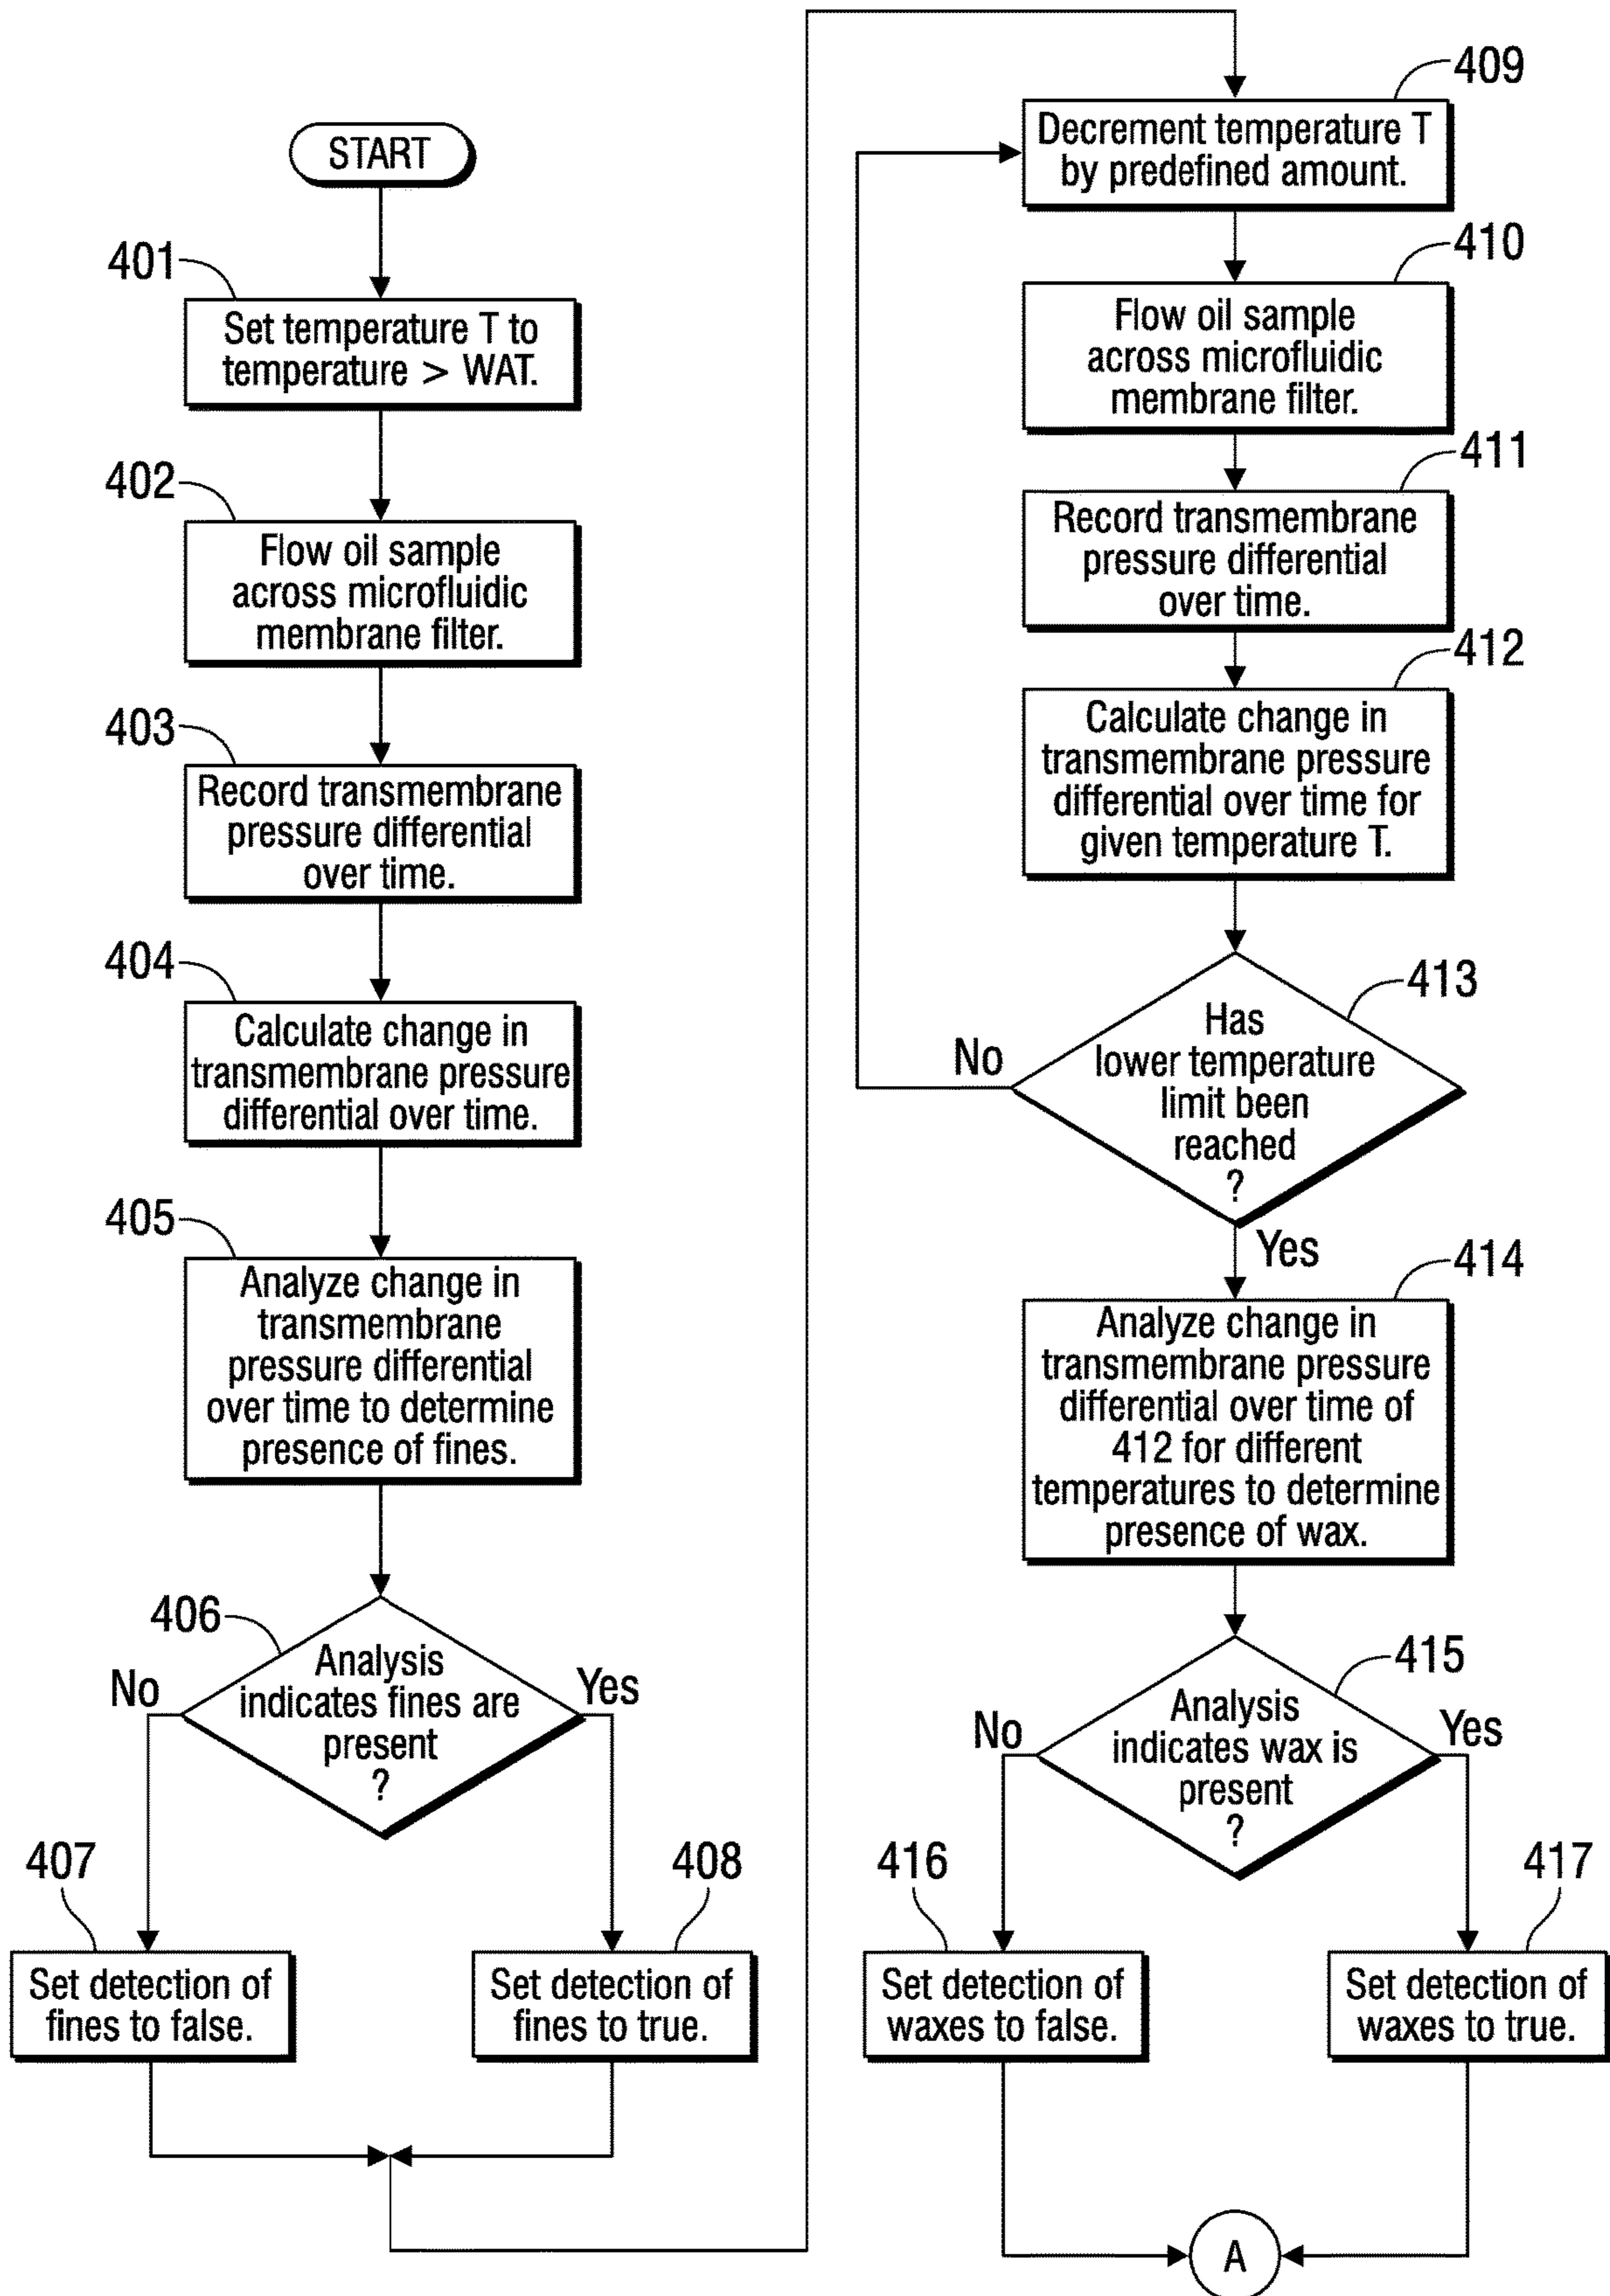 START
401
Set temperature T to
temperature > WAT.
402
Flow oil sample
across microfluidic
membrane filter.
403
Record transmembrane
pressure differential
over time.
404
Calculate change in
transmembrane pressure
differential over time.
405
Analyze change in
transmembrane
pressure differential
over time to determine
presence of fines.
406
Analysis
indicates fines are
present
?
No
Yes
407
Set detection of
fines to false.
408
Set detection of
fines to true.
409
Decrement temperature T
by predefined amount.
410
Flow oil sample
across microfluidic
membrane filter.
411
Record transmembrane
pressure differential
over time.
412
Calculate change in
transmembrane pressure
differential over time for
given temperature T.
413
Has
lower temperature
limit been
reached
?
No
Yes
414
Analyze change in
transmembrane pressure
differential over time of
412 for different
temperatures to determine
presence of wax.
415
Analysis
indicates wax is
present
?
No
Yes
416
Set detection of
waxes to false.
417
Set detection of
waxes to true.
A